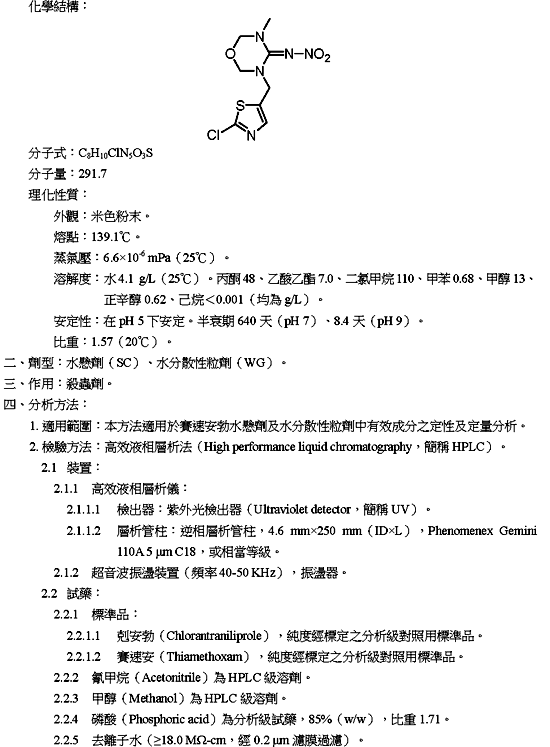 化學結構：
N
O
N
N—NO2
S
N
Cl
分子式：C8H10ClN5O3S
分子量：291.7
理化性質：
外觀：米色粉末。
熔點：139.1℃。
蒸氣壓：6.6×10-6 mPa（25℃）。
溶解度：水 4.1 g/L（25℃）。丙酮 48、乙酸乙酯 7.0、二氯甲烷 110、甲苯 0.68、甲醇 13、
正辛醇 0.62、己烷＜0.001（均為 g/L）。
安定性：在 pH 5 下安定。半衰期 640 天（pH 7）、8.4 天（pH 9）。
比重：1.57（20℃）。
二、劑型：水懸劑（SC）、水分散性粒劑（WG）。
三、作用：殺蟲劑。
四、分析方法：
1. 適用範圍：本方法適用於賽速安勃水懸劑及水分散性粒劑中有效成分之定性及定量分析。
2. 檢驗方法：高效液相層析法（High performance liquid chromatography，簡稱 HPLC）。
2.1 裝置：
2.1.1 高效液相層析儀：
2.1.1.1 檢出器：紫外光檢出器（Ultraviolet detector，簡稱 UV）。
2.1.1.2 層析管柱：逆相層析管柱，4.6 mm×250 mm（ID×L），Phenomenex Gemini
110A 5 μm C18，或相當等級。
2.1.2 超音波振盪裝置（頻率 40-50 KHz），振盪器。
2.2 試藥：
2.2.1 標準品：
2.2.1.1 剋安勃（Chlorantraniliprole），純度經標定之分析級對照用標準品。
2.2.1.2 賽速安（Thiamethoxam），純度經標定之分析級對照用標準品。
2.2.2 氰甲烷（Acetonitrile）為 HPLC 級溶劑。
2.2.3 甲醇（Methanol）為 HPLC 級溶劑。
2.2.4 磷酸（Phosphoric acid）為分析級試藥，85%（w/w），比重 1.71。
2.2.5 去離子水（≥18.0 MΩ-cm，經 0.2 μm 濾膜過濾）。